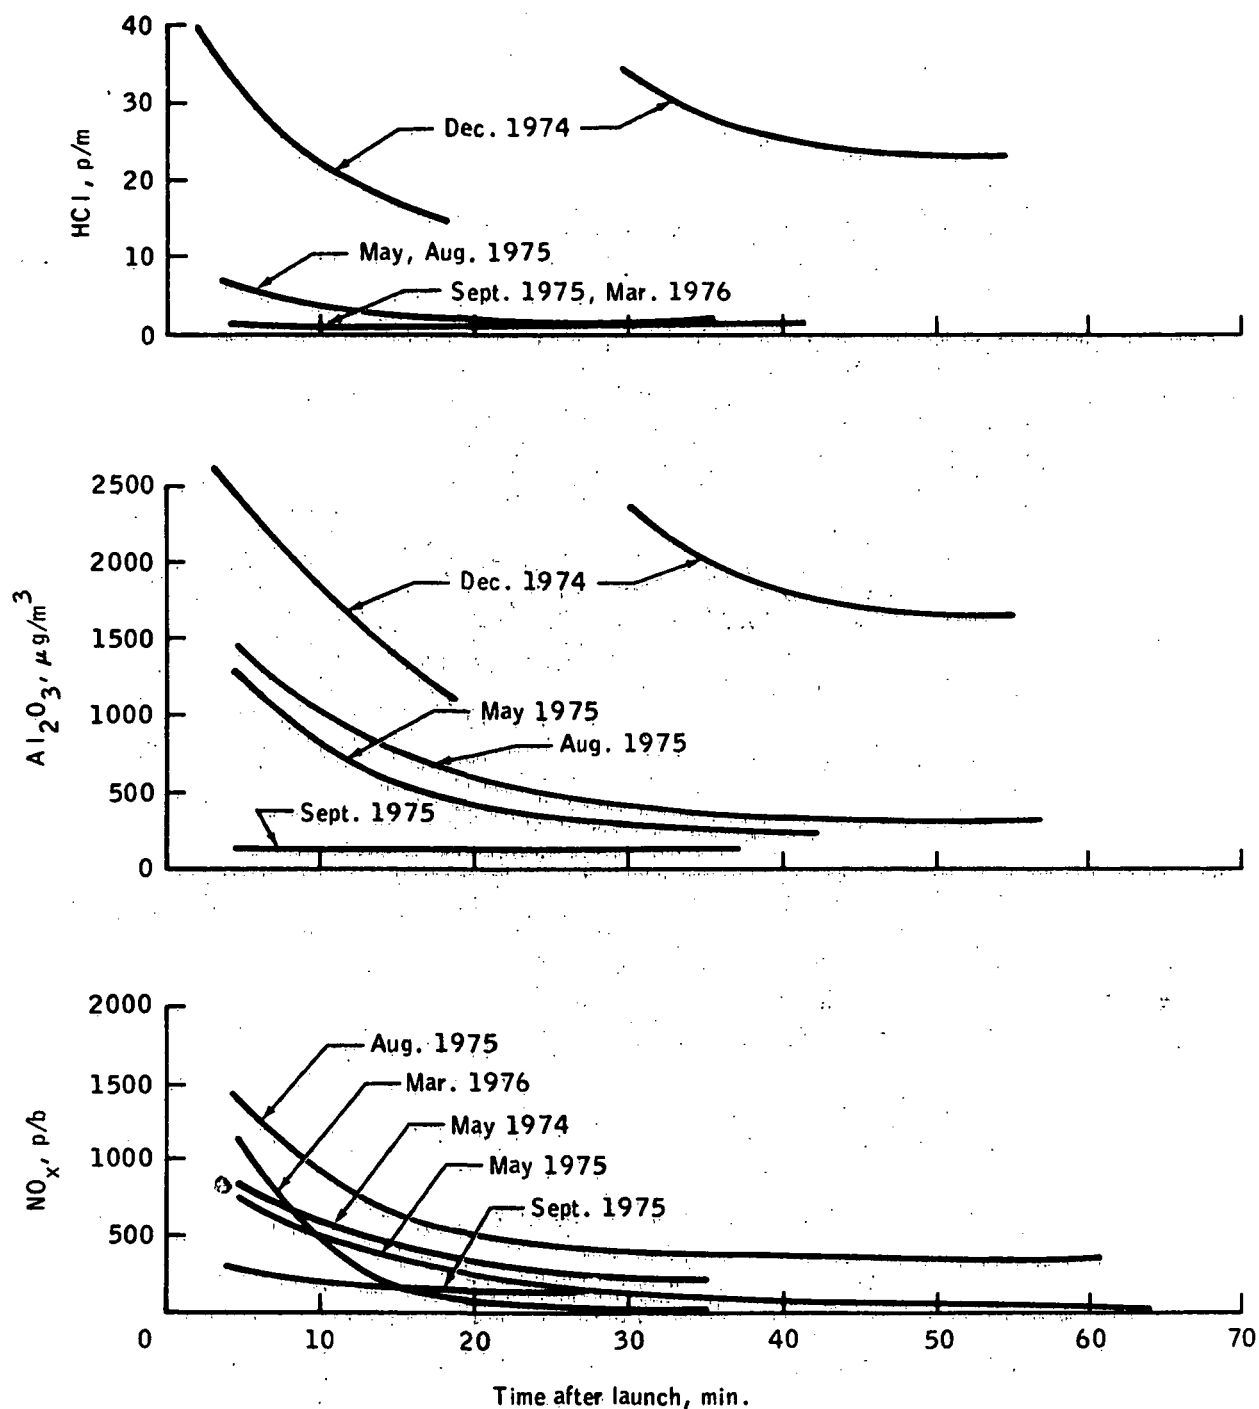 40
30
20
10
0
HCl, p/m
Dec. 1974
May, Aug. 1975
Sept. 1975, Mar. 1976
2500
2000
1500
1000
500
0
Al2O3, μg/m3
Dec. 1974
May 1975
Aug. 1975
Sept. 1975
2000
1500
1000
500
0
NOx, p/b
Aug. 1975
Mar. 1976
May 1974
May 1975
Sept. 1975
10 20 30 40 50 60 70
Time after launch, min.